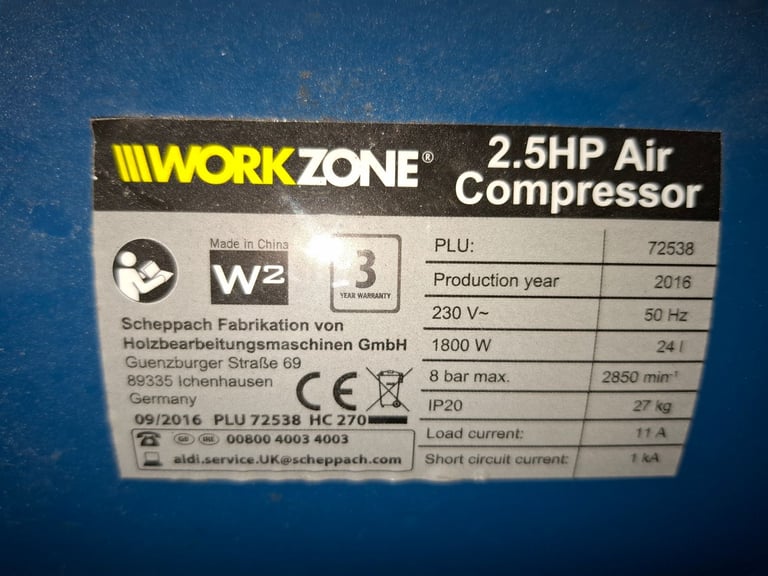 WORKZONE®
2.5HP Air
Compressor
Made in China
W2
3
YEAR WARRANTY
Scheppach Fabrikation von
Holzbearbeitungsmaschinen GmbH
Guenzburger Straße 69
89335 Ichenhausen
Germany
CE
09/2016 PLU 72538 HC 270
GB IRE 00800 4003 4003
aldi.service.UK@scheppach.com
PLU: 72538
Production year 2016
230 V~ 50 Hz
1800 W 24 l
8 bar max. 2850 min⁻¹
IP20 27 kg
Load current: 11 A
Short circuit current: 1 kA